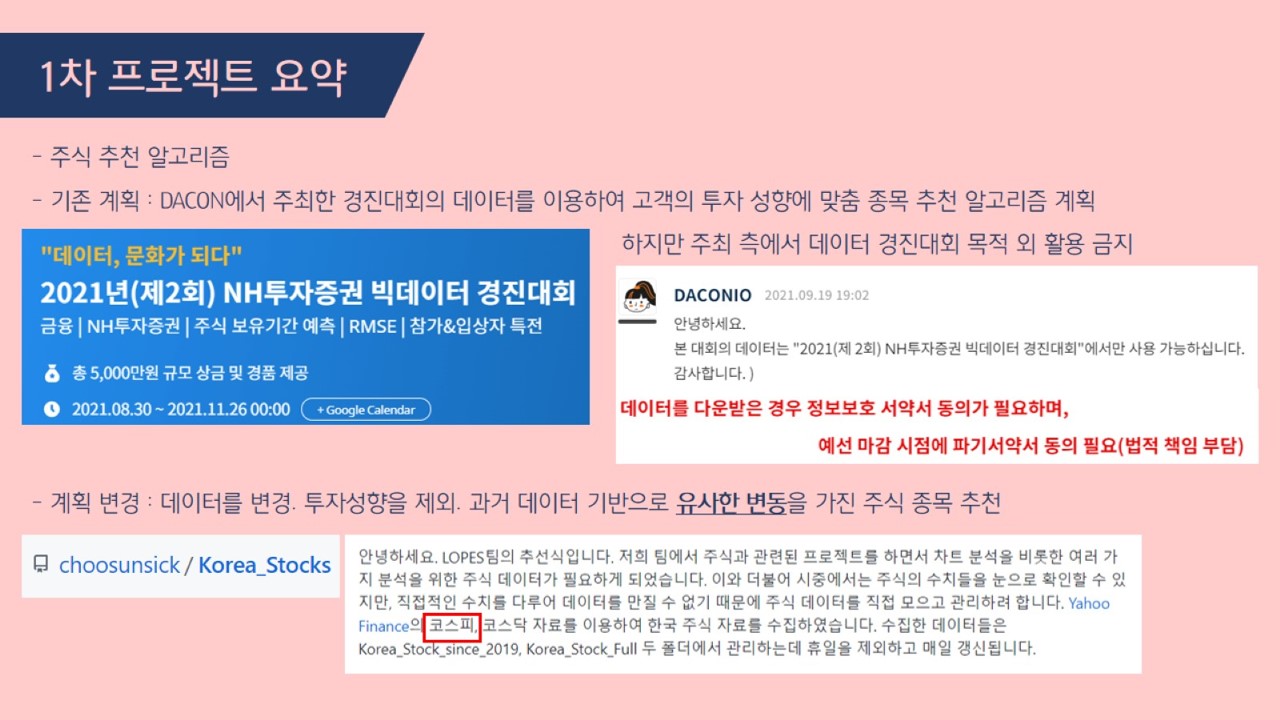 1차 프로젝트 요약
- 주식 추천 알고리즘
- 기존 계획 : DACON에서 주최한 경진대회의 데이터를 이용하여 고객의 투자 성향에 맞춤 종목 추천 알고리즘 계획
하지만 주최 측에서 데이터 경진대회 목적 외 활용 금지
"데이터, 문화가 되다"
2021년(제2회) NH투자증권 빅데이터 경진대회
금융 | NH투자증권 | 주식 보유기간 예측 | RMSE | 참가&입상자 특전
총 5,000만원 규모 상금 및 경품 제공
2021.08.30 ~ 2021.11.26 00:00 + Google Calendar
DACONIO 2021.09.19 19:02
안녕하세요.
본 대회의 데이터는 "2021(제 2회) NH투자증권 빅데이터 경진대회"에서만 사용 가능하십니다.
감사합니다. )
데이터를 다운받은 경우 정보보호 서약서 동의가 필요하며,
예선 마감 시점에 파기서약서 동의 필요(법적 책임 부담)
- 계획 변경 : 데이터를 변경. 투자성향을 제외. 과거 데이터 기반으로 유사한 변동을 가진 주식 종목 추천
choosunsick / Korea_Stocks
안녕하세요. LOPES팀의 추선식입니다. 저희 팀에서 주식과 관련된 프로젝트를 하면서 차트 분석을 비롯한 여러 가
지 분석을 위한 주식 데이터가 필요하게 되었습니다. 이와 더불어 시중에서는 주식의 수치들을 눈으로 확인할 수 있
지만, 직접적인 수치를 다루어 데이터를 만질 수 없기 때문에 주식 데이터를 직접 모으고 관리하려 합니다. Yahoo
Finance의 코스피, 코스닥 자료를 이용하여 한국 주식 자료를 수집하였습니다. 수집한 데이터들은
Korea_Stock_since_2019, Korea_Stock_Full 두 폴더에서 관리하는데 휴일을 제외하고 매일 갱신됩니다.